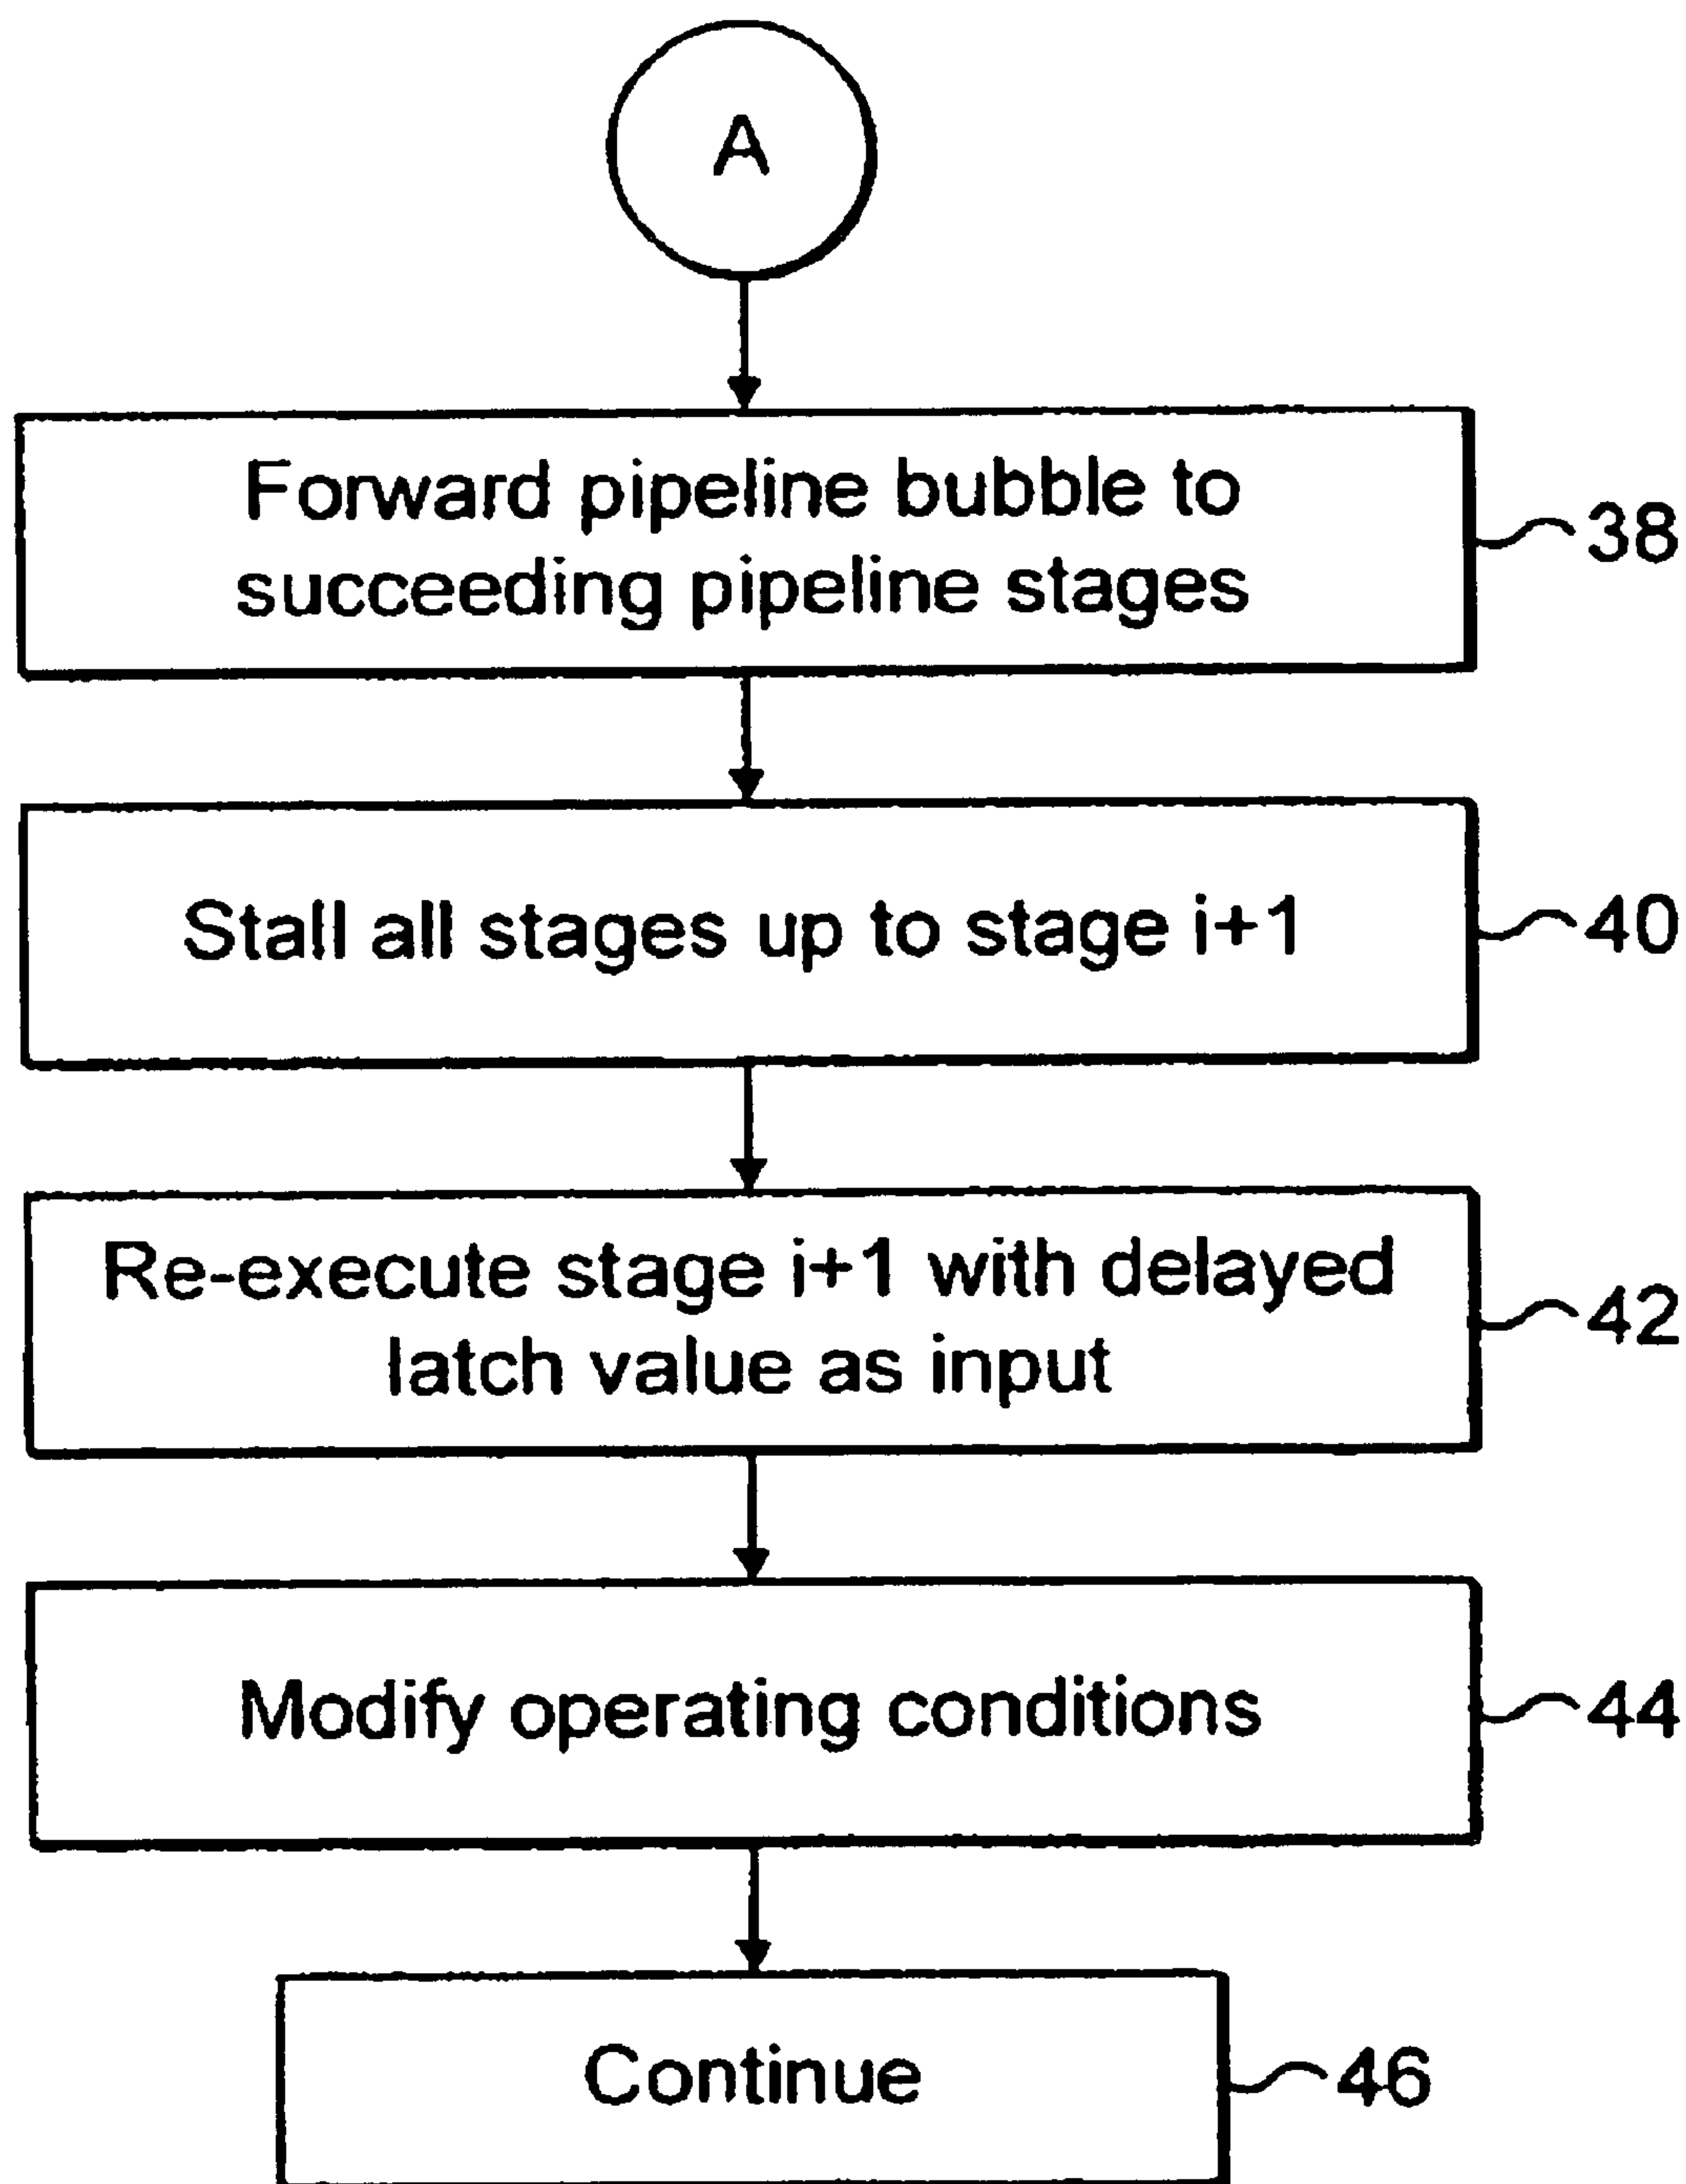 A
Forward pipeline bubble to
succeeding pipeline stages
38
Stall all stages up to stage i+1
40
Re-execute stage i+1 with delayed
latch value as input
42
Modify operating conditions
44
Continue
46